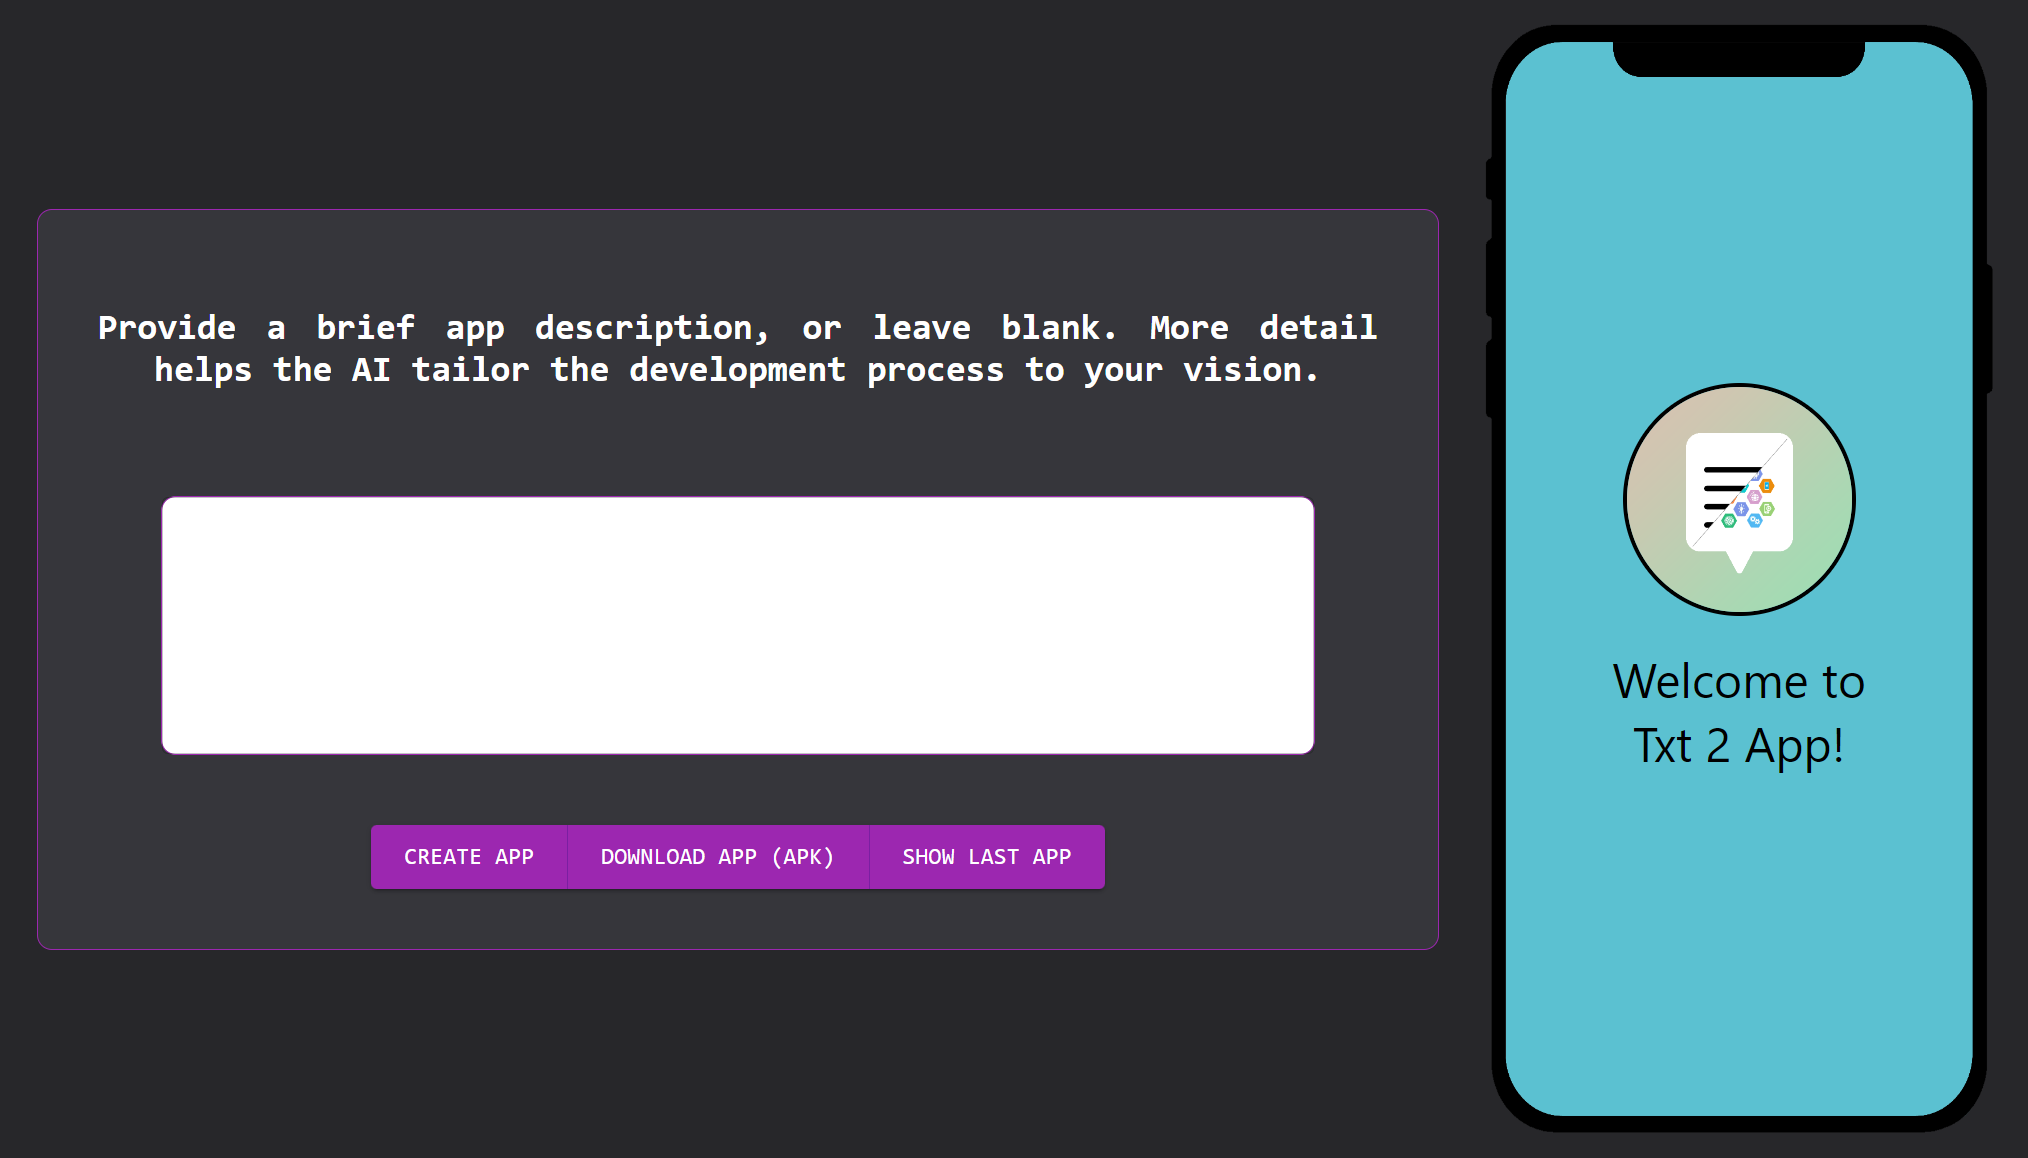 Provide a brief app description, or leave blank. More detail
helps the AI tailor the development process to your vision.
CREATE APP
DOWNLOAD APP (APK)
SHOW LAST APP
Welcome to
Txt 2 App!